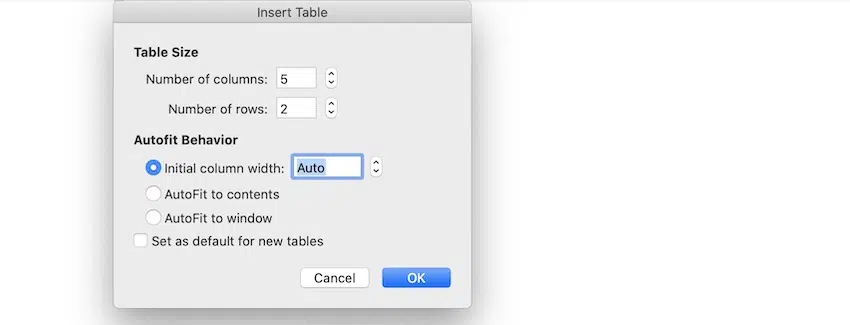 Insert Table
Table Size
Number of columns: 5
Number of rows: 2
Autofit Behavior
Initial column width: Auto
AutoFit to contents
AutoFit to window
Set as default for new tables
Cancel OK